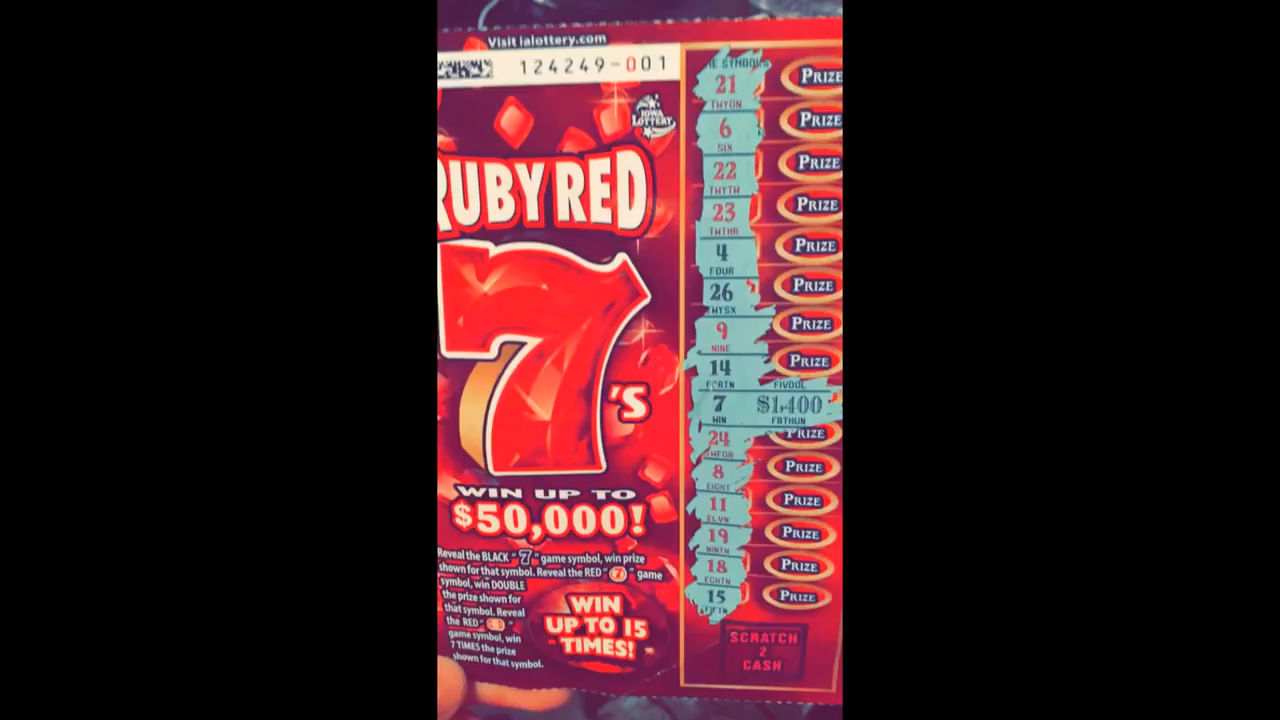 Visit ialottery.com
124249-001
IOWA
LOTTERY
RUBY RED
7'S
WIN UP TO
$50,000!
Reveal the BLACK "7" game symbol, win prize
shown for that symbol. Reveal the RED "7" game
symbol, win DOUBLE
the prize shown for
that symbol. Reveal
the RED " "
game symbol, win
7 TIMES the prize
shown for that symbol.
WIN
UP TO 15
TIMES!
SYMBOLS
21 PRIZE
TWYON
6 PRIZE
SIX
22 PRIZE
TWYTW
23 PRIZE
TWTHR
4 PRIZE
FOUR
26 PRIZE
TWYSX
9 PRIZE
NINE
14 PRIZE
FORTN FIVDOL
7 $1,400
WIN FRTHUN
24 PRIZE
8 PRIZE
EIGHT
11 PRIZE
ELVN
19 PRIZE
NINTN
18 PRIZE
EGHTN
15 PRIZE
FIFTN
SCRATCH
2
CASH